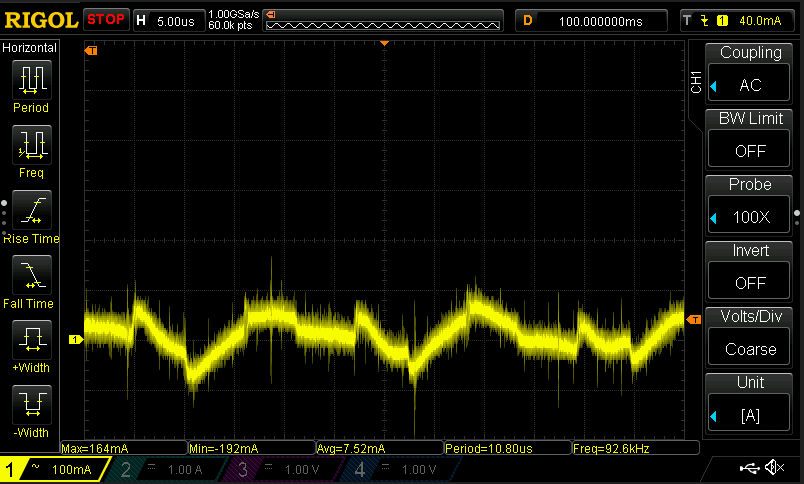 RIGOL STOP H 5.00us 1.00GSa/s 60.0k pts D 100.000000ms T 1 40.0mA
Horizontal
Period
Freq
Rise Time
Fall Time
+Width
-Width
T
T
1
CH1
Coupling
AC
BW Limit
OFF
Probe
100X
Invert
OFF
Volts/Div
Coarse
Unit
[A]
Max=164mA Min=-192mA Avg=7.52mA Period=10.80us Freq=92.6kHz
1 ~ 100mA 2 1.00 A 3 1.00 V 4 1.00 V